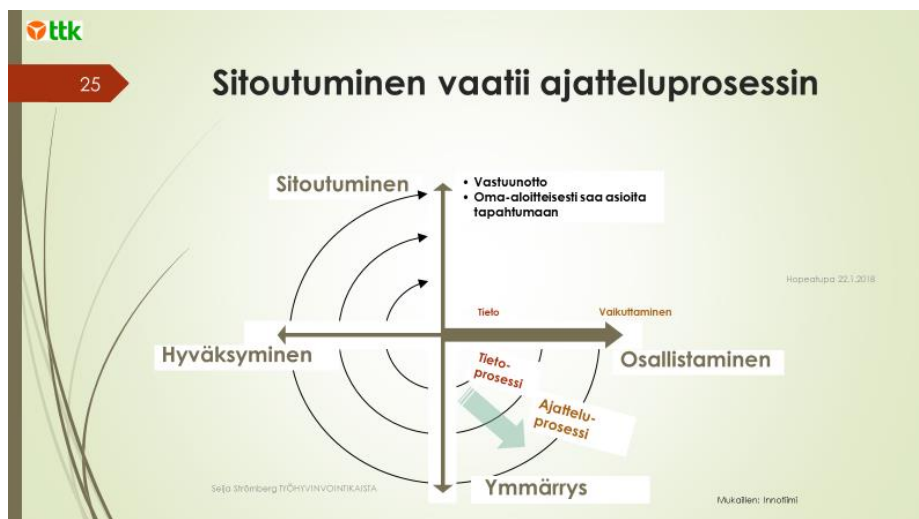 ttk
25
Sitoutuminen vaatii ajatteluprosessin
Sitoutuminen
• Vastuunotto
• Oma-aloitteisesti saa asioita
tapahtumaan
Hopeatupa 22.1.2018
Tieto
Vaikuttaminen
Hyväksyminen
Osallistaminen
Tieto-
prosessi
Ajattelu-
prosessi
Ymmärrys
Seija Strömberg TYÖHYVINVOINTIKAISTA
Mukaillen: Innotiimi